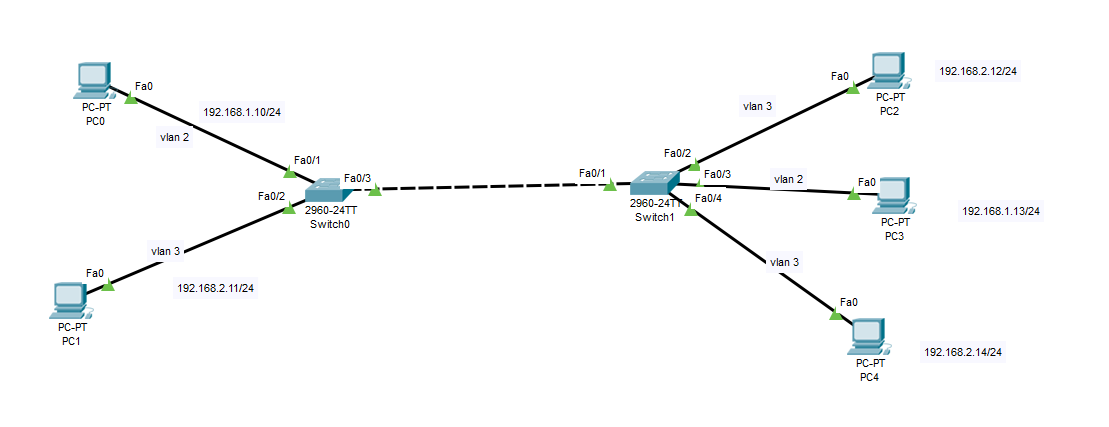 Fa0
PC-PT
PC0
192.168.1.10/24
vlan 2
Fa0/1
Fa0/3
Fa0/2
2960-24TT
Switch0
vlan 3
192.168.2.11/24
Fa0
PC-PT
PC1
Fa0/1
Fa0/2
Fa0/3
Fa0/4
2960-24TT
Switch1
vlan 3
Fa0
PC-PT
PC2
192.168.2.12/24
vlan 2
Fa0
PC-PT
PC3
192.168.1.13/24
vlan 3
Fa0
PC-PT
PC4
192.168.2.14/24